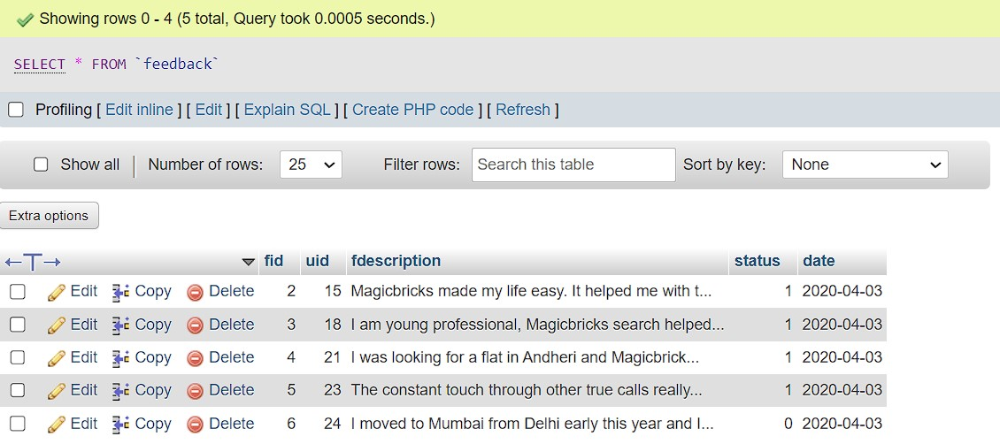 Showing rows 0 - 4 (5 total, Query took 0.0005 seconds.)
SELECT * FROM `feedback`
Profiling [ Edit inline ] [ Edit ] [ Explain SQL ] [ Create PHP code ] [ Refresh ]
Show all | Number of rows: 25 Filter rows: Search this table Sort by key: None
Extra options
←T→ fid uid fdescription status date
Edit Copy Delete 2 15 Magicbricks made my life easy. It helped me with t... 1 2020-04-03
Edit Copy Delete 3 18 I am young professional, Magicbricks search helped... 1 2020-04-03
Edit Copy Delete 4 21 I was looking for a flat in Andheri and Magicbrick... 1 2020-04-03
Edit Copy Delete 5 23 The constant touch through other true calls really... 1 2020-04-03
Edit Copy Delete 6 24 I moved to Mumbai from Delhi early this year and I... 0 2020-04-03